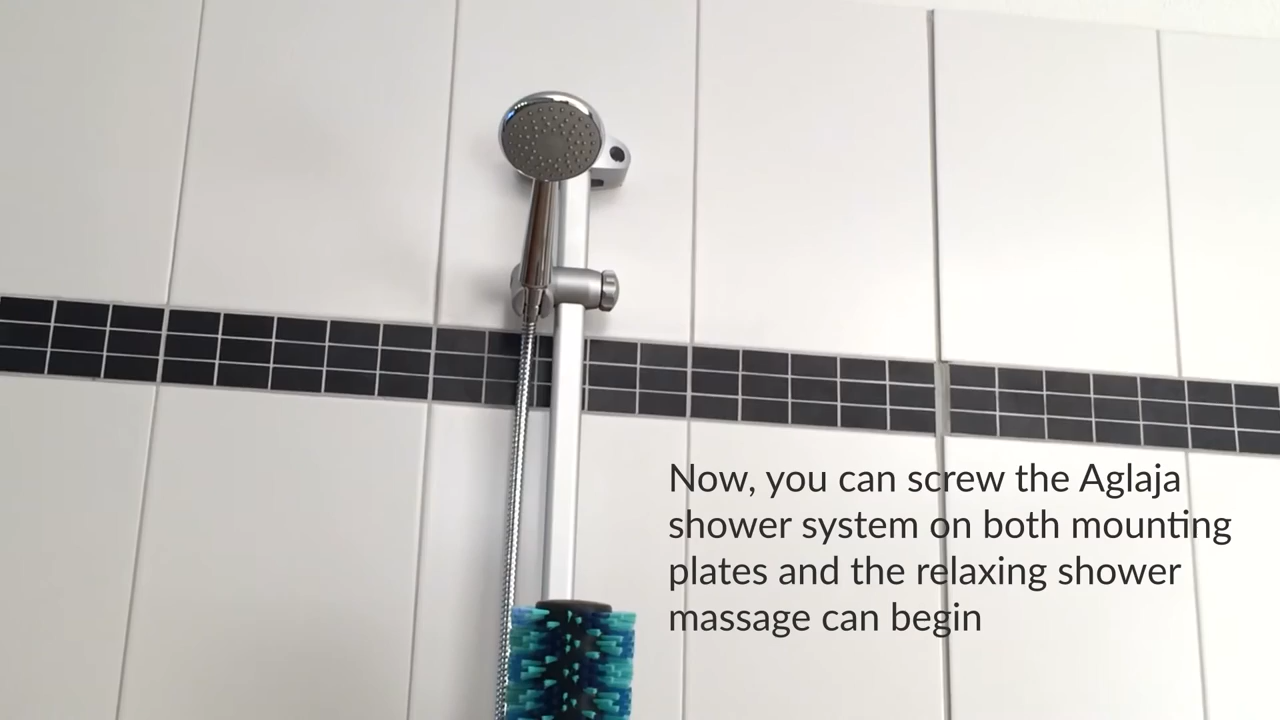 Now, you can screw the Aglaja
shower system on both mounting
plates and the relaxing shower
massage can begin